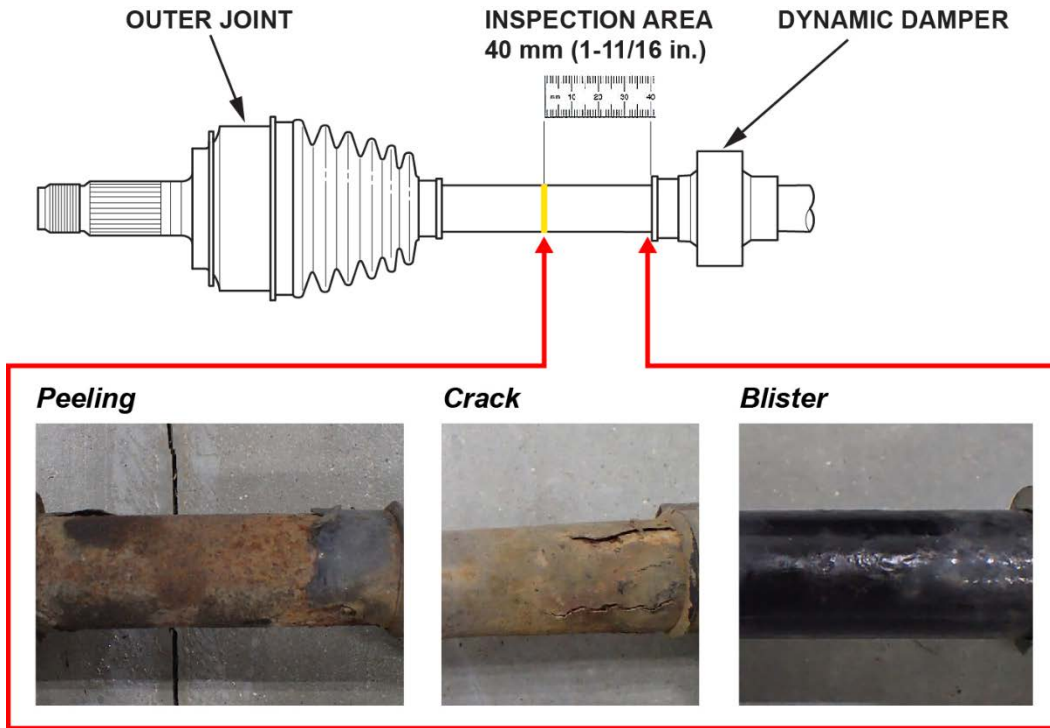 OUTER JOINT
INSPECTION AREA
40 mm (1-11/16 in.)
DYNAMIC DAMPER
mm 10 20 30 40
Peeling
Crack
Blister